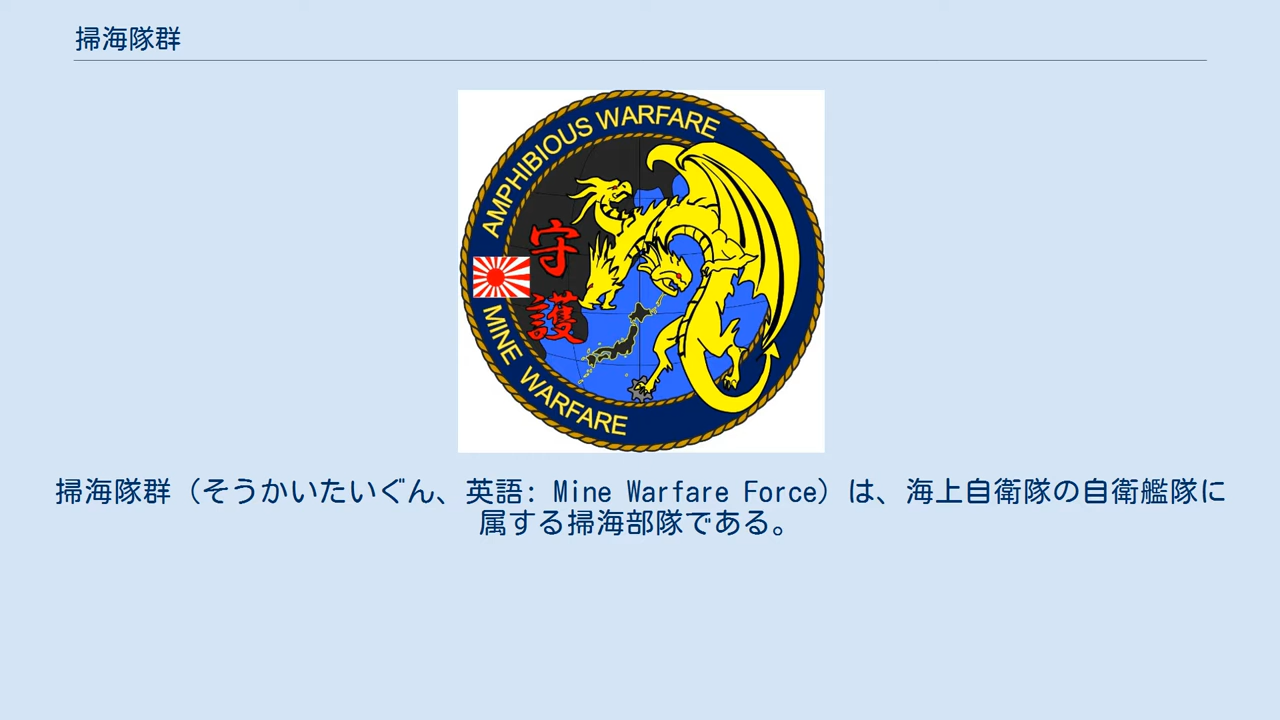 掃海隊群
AMPHIBIOUS WARFARE
守護
MINE WARFARE
掃海隊群（そうかいたいぐん、英語: Mine Warfare Force）は、海上自衛隊の自衛艦隊に
属する掃海部隊である。